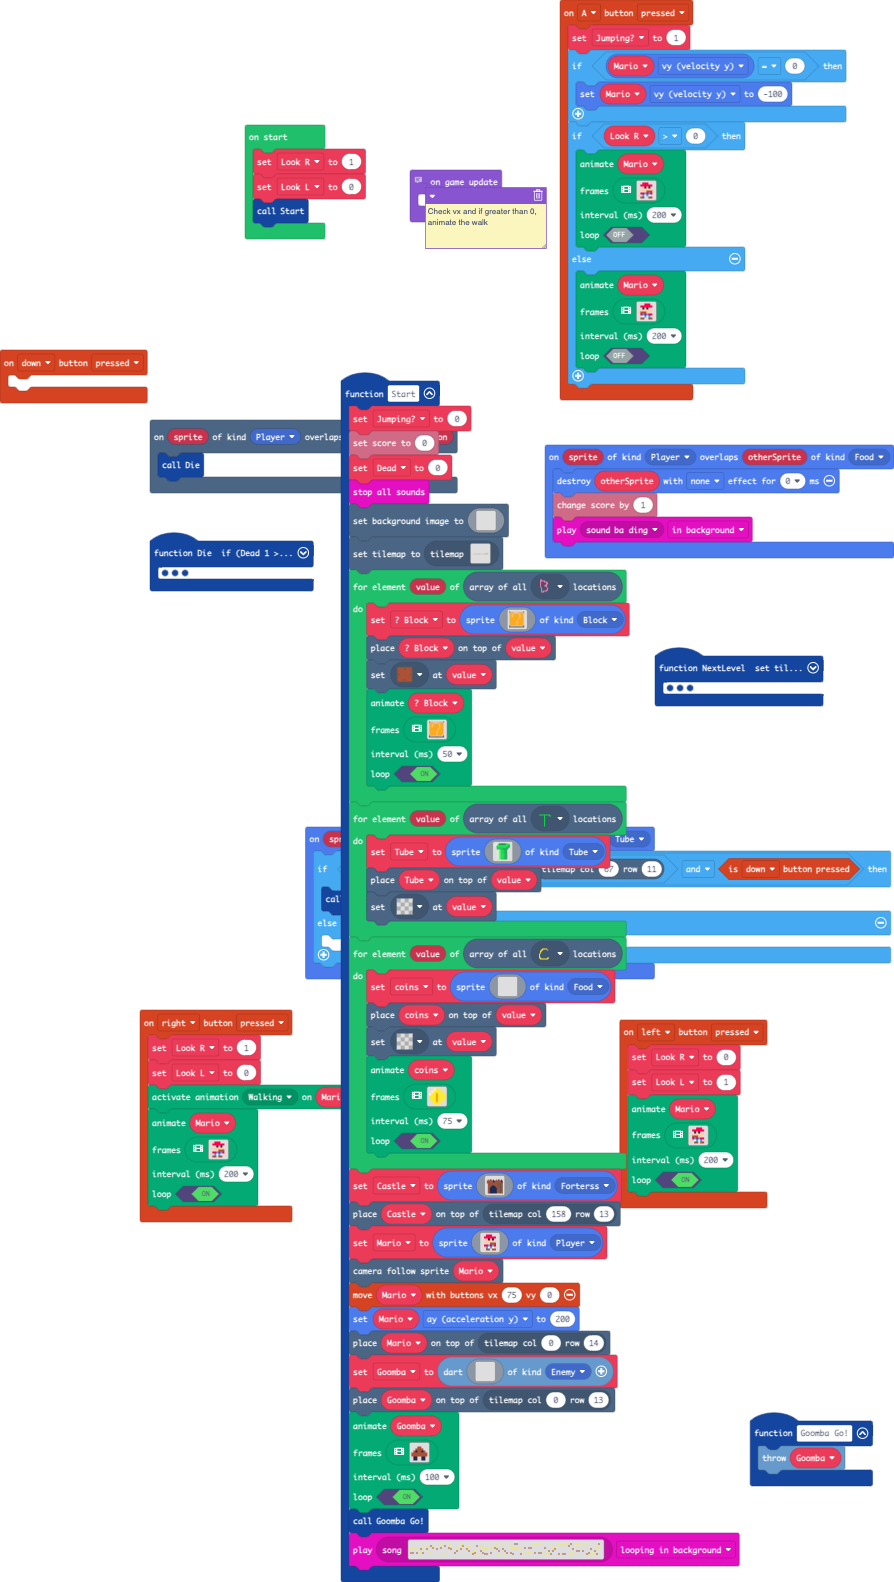 on A button pressed
set Jumping? to 1
if Mario vy (velocity y) = 0 then
set Mario vy (velocity y) to -100
if Look R > 0 then
animate Mario
frames
interval (ms) 200
loop OFF
else
animate Mario
frames
interval (ms) 200
loop OFF
on start
set Look R to 1
set Look L to 0
call Start
on game update
Check vx and if greater than 0,
animate the walk
on down button pressed
on sprite of kind Player overlaps
call Die
function Die if (Dead 1 >...
on sprite of kind Player overlaps otherSprite of kind Food
destroy otherSprite with none effect for 0 ms
change score by 1
play sound ba ding in background
function NextLevel set til...
function Start
set Jumping? to 0
set score to 0
set Dead to 0
stop all sounds
set background image to
set tilemap to tilemap
for element value of array of all locations
do
set ? Block to sprite of kind Block
place ? Block on top of value
set at value
animate ? Block
frames
interval (ms) 50
loop ON
for element value of array of all locations
do
set Tube to sprite of kind Tube
place Tube on top of value
set at value
for element value of array of all locations
do
set coins to sprite of kind Food
place coins on top of value
set at value
animate coins
frames
interval (ms) 75
loop ON
set Castle to sprite of kind Forterss
place Castle on top of tilemap col 158 row 13
set Mario to sprite of kind Player
camera follow sprite Mario
move Mario with buttons vx 75 vy 0
set Mario ay (acceleration y) to 200
place Mario on top of tilemap col 0 row 14
set Goomba to dart of kind Enemy
place Goomba on top of tilemap col 0 row 13
animate Goomba
frames
interval (ms) 100
loop ON
call Goomba Go!
play song looping in background
on Tube
if tilemap col 67 row 11 and is down button pressed then
else
on right button pressed
set Look R to 1
set Look L to 0
activate animation Walking on
animate Mario
frames
interval (ms) 200
loop ON
on left button pressed
set Look R to 0
set Look L to 1
animate Mario
frames
interval (ms) 200
loop ON
function Goomba Go!
throw Goomba